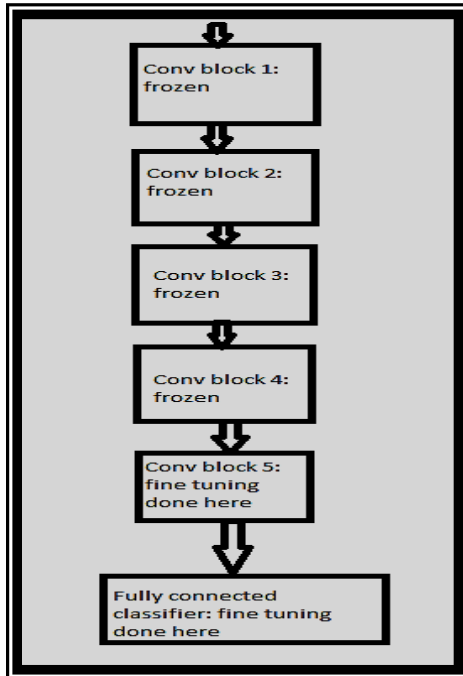 Conv block 1:
frozen
Conv block 2:
frozen
Conv block 3:
frozen
Conv block 4:
frozen
Conv block 5:
fine tuning
done here
Fully connected
classifier: fine tuning
done here